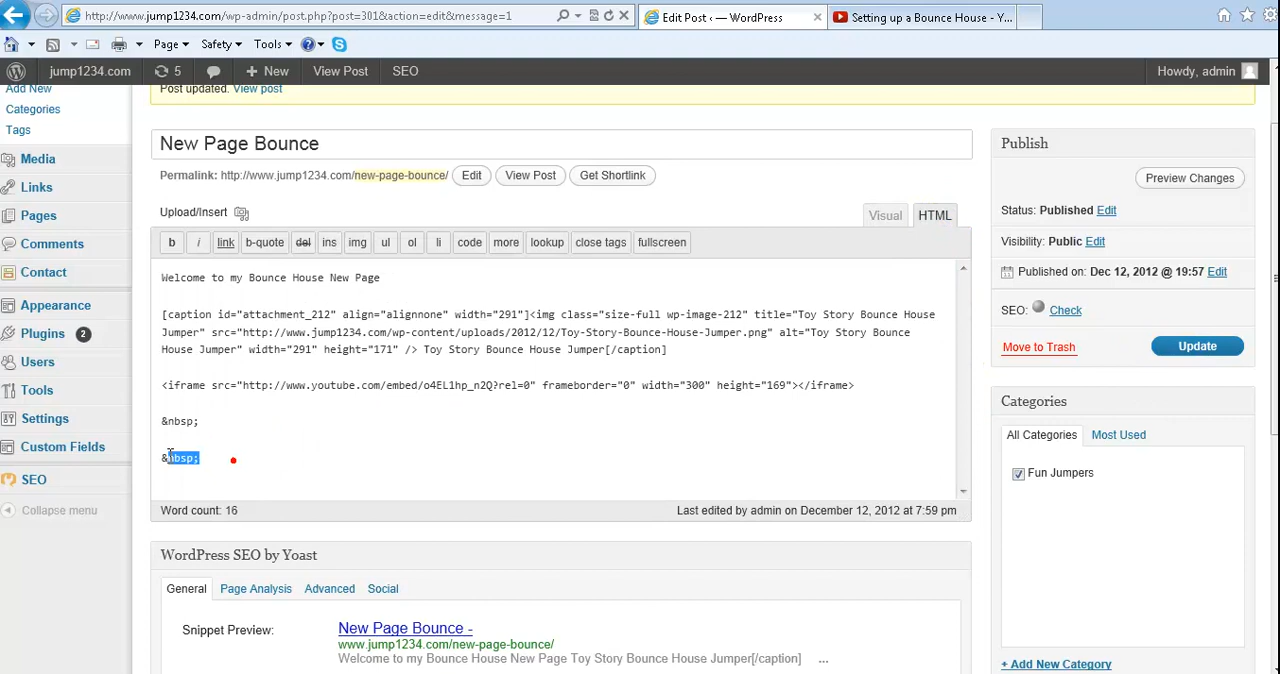 http://www.jump1234.com/wp-admin/post.php?post=301&action=edit&message=1
Edit Post ‹ — WordPress
Setting up a Bounce House - Y...
Page
Safety
Tools
jump1234.com
5
New
View Post
SEO
Howdy, admin
Add New
Categories
Tags
Media
Links
Pages
Comments
Contact
Appearance
Plugins 2
Users
Tools
Settings
Custom Fields
SEO
Collapse menu
Post updated. View post
New Page Bounce
Permalink: http://www.jump1234.com/new-page-bounce/ Edit View Post Get Shortlink
Upload/Insert
Visual HTML
b i link b-quote del ins img ul ol li code more lookup close tags fullscreen
Welcome to my Bounce House New Page
[caption id="attachment_212" align="alignnone" width="291"]<img class="size-full wp-image-212" title="Toy Story Bounce House
Jumper" src="http://www.jump1234.com/wp-content/uploads/2012/12/Toy-Story-Bounce-House-Jumper.png" alt="Toy Story Bounce
House Jumper" width="291" height="171" /> Toy Story Bounce House Jumper[/caption]
<iframe src="http://www.youtube.com/embed/o4EL1hp_n2Q?rel=0" frameborder="0" width="300" height="169"></iframe>
&nbsp;
&nbsp;
Word count: 16
Last edited by admin on December 12, 2012 at 7:59 pm
WordPress SEO by Yoast
General Page Analysis Advanced Social
Snippet Preview:
New Page Bounce -
www.jump1234.com/new-page-bounce/
Welcome to my Bounce House New Page Toy Story Bounce House Jumper[/caption] ...
Publish
Preview Changes
Status: Published Edit
Visibility: Public Edit
Published on: Dec 12, 2012 @ 19:57 Edit
SEO: Check
Move to Trash
Update
Categories
All Categories Most Used
Fun Jumpers
+ Add New Category